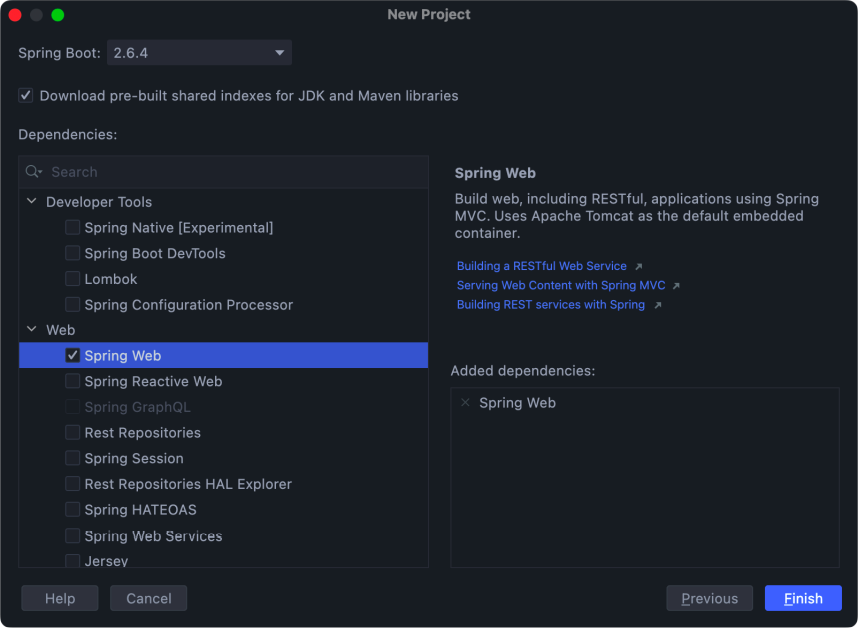 New Project
Spring Boot: 2.6.4
Download pre-built shared indexes for JDK and Maven libraries
Dependencies:
Search
Developer Tools
Spring Native [Experimental]
Spring Boot DevTools
Lombok
Spring Configuration Processor
Web
Spring Web
Spring Reactive Web
Spring GraphQL
Rest Repositories
Spring Session
Rest Repositories HAL Explorer
Spring HATEOAS
Spring Web Services
Jersey
Spring Web
Build web, including RESTful, applications using Spring
MVC. Uses Apache Tomcat as the default embedded
container.
Building a RESTful Web Service
Serving Web Content with Spring MVC
Building REST services with Spring
Added dependencies:
Spring Web
Help
Cancel
Previous
Finish